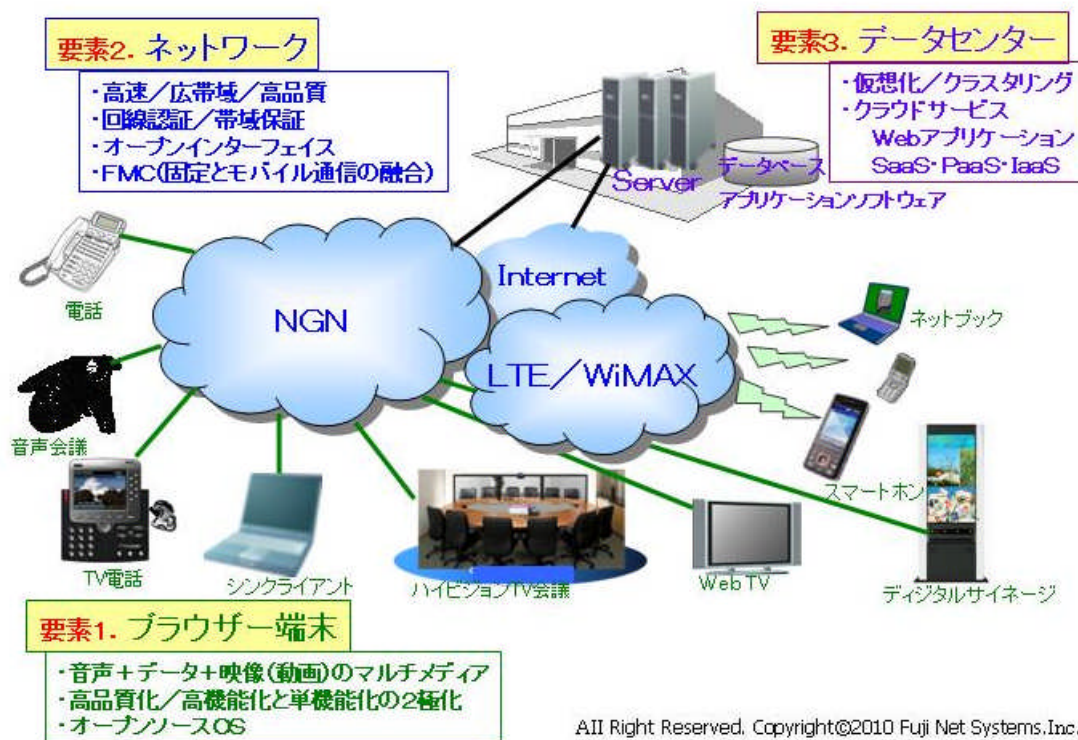 要素2. ネットワーク
・高速／広帯域／高品質
・回線認証／帯域保証
・オープンインターフェイス
・FMC(固定とモバイル通信の融合)
要素3. データセンター
・仮想化／クラスタリング
・クラウドサービス
Webアプリケーション
SaaS・PaaS・IaaS
Server
データベース
アプリケーションソフトウェア
電話
NGN
Internet
LTE／WiMAX
ネットブック
音声会議
スマートホン
TV電話
シンクライアント
ハイビジョンTV会議
WebTV
ディジタルサイネージ
要素1. ブラウザー端末
・音声＋データ＋映像(動画)のマルチメディア
・高品質化／高機能化と単機能化の2極化
・オープンソースOS
All Right Reserved. Copyright©2010 Fuji Net Systems.Inc.